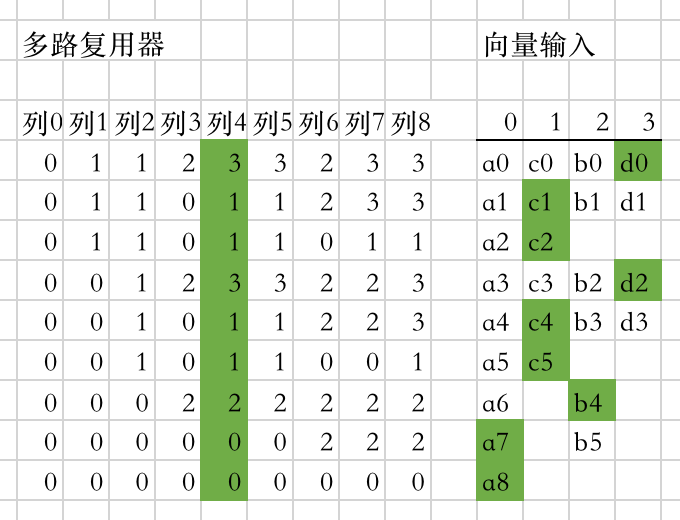 多路复用器 向量输入
列0 列1 列2 列3 列4 列5 列6 列7 列8 0 1 2 3
0 1 1 2 3 3 2 3 3 a0 c0 b0 d0
0 1 1 0 1 1 2 3 3 a1 c1 b1 d1
0 1 1 0 1 1 0 1 1 a2 c2
0 0 1 2 3 3 2 2 3 a3 c3 b2 d2
0 0 1 0 1 1 2 2 3 a4 c4 b3 d3
0 0 1 0 1 1 0 0 1 a5 c5
0 0 0 2 2 2 2 2 2 a6 b4
0 0 0 0 0 0 2 2 2 a7 b5
0 0 0 0 0 0 0 0 0 a8